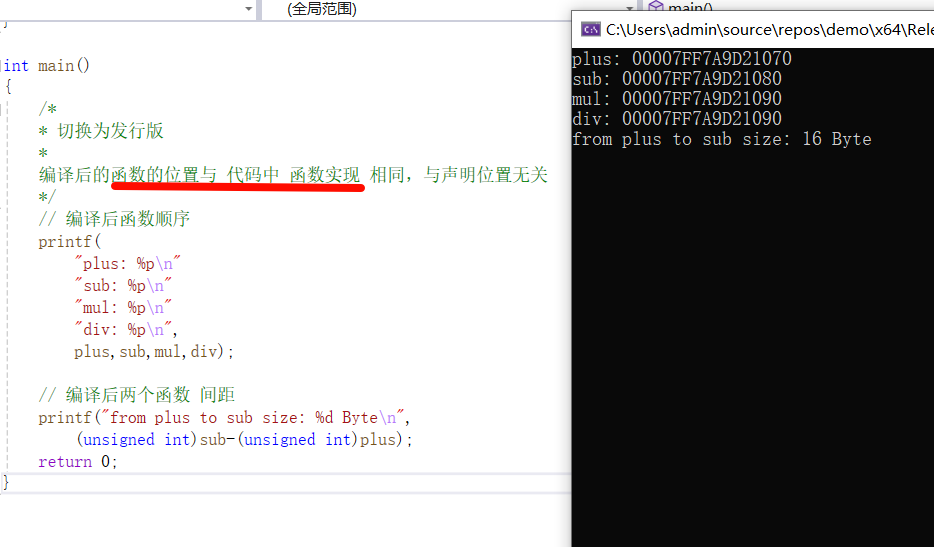 (全局范围)
main()
C:\Users\admin\source\repos\demo\x64\Rele
int main()
{
/*
* 切换为发行版
*
编译后的函数的位置与 代码中 函数实现 相同，与声明位置无关
*/
// 编译后函数顺序
printf(
"plus: %p\n"
"sub: %p\n"
"mul: %p\n"
"div: %p\n",
plus,sub,mul,div);
// 编译后两个函数 间距
printf("from plus to sub size: %d Byte\n",
(unsigned int)sub-(unsigned int)plus);
return 0;
}
plus: 00007FF7A9D21070
sub: 00007FF7A9D21080
mul: 00007FF7A9D21090
div: 00007FF7A9D21090
from plus to sub size: 16 Byte